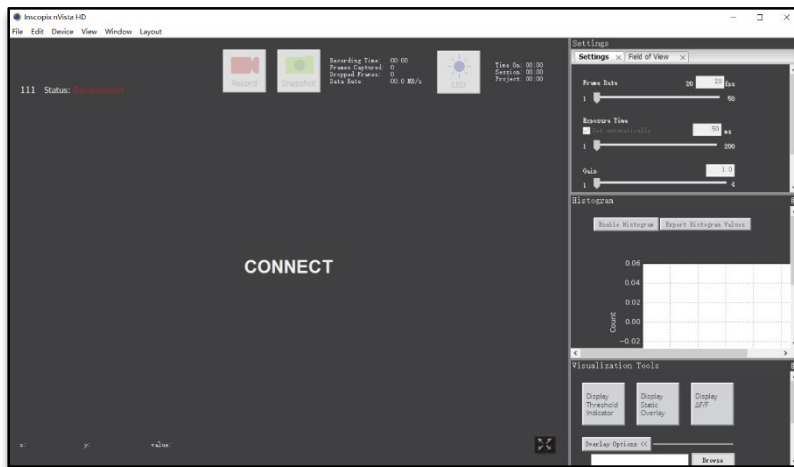 Inscopix nVista HD
File Edit Device View Window Layout
Record
Snapshot
Recording Time: 00:00
Frames Captured: 0
Dropped Frames: 0
Data Rate: 00.0 MB/s
LED
Time On: 00:00
Session: 00:00
Project: 00:00
111 Status: Disconnected
CONNECT
x: y: value:
Settings
Settings × Field of View ×
Frame Rate 20 20 fps
1 50
Exposure Time
Set automatically 50 ms
1 200
Gain 1.0
1 4
Histogram
Enable Histogram Export Histogram Values
0.06
0.04
0.02
0.00
-0.02
Count
Visualization Tools
Display Threshold Indicator
Display Static Overlay
Display ΔF/F
Overlay Options <<
Browse